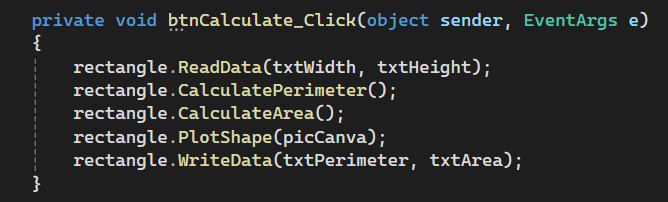 private void btnCalculate_Click(object sender, EventArgs e)
{
rectangle.ReadData(txtWidth, txtHeight);
rectangle.CalculatePerimeter();
rectangle.CalculateArea();
rectangle.PlotShape(picCanva);
rectangle.WriteData(txtPerimeter, txtArea);
}